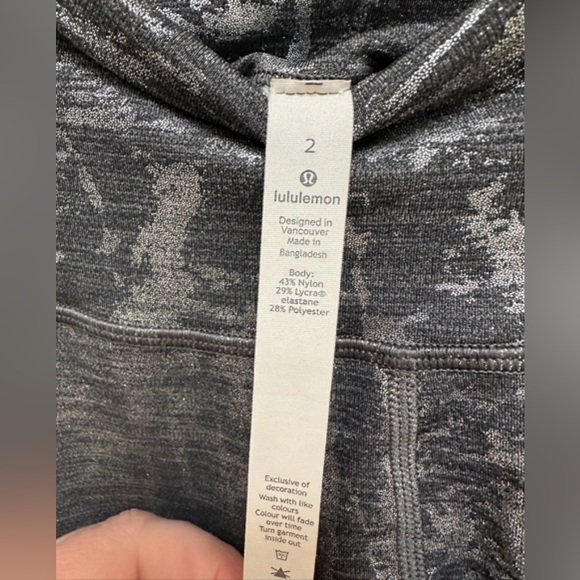 2
lululemon
Designed in
Vancouver
Made in
Bangladesh
Body:
43% Nylon
29% Lycra®
elastane
28% Polyester
Exclusive of
decoration
Wash with like
colours
Colour will fade
over time
Turn garment
inside out